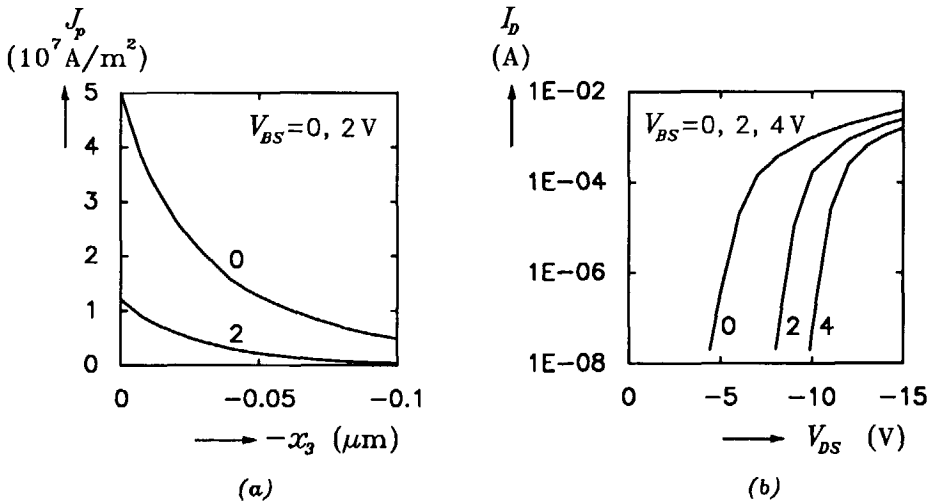 J_p
(10^7 A/m^2)
5
4
3
2
1
0
V_BS=0, 2 V
0
2
0 −0.05 −0.1
−x_3 (μm)
(a)
I_D
(A)
1E−02
1E−04
1E−06
1E−08
V_BS=0, 2, 4 V
0 2 4
0 −5 −10 −15
V_DS (V)
(b)